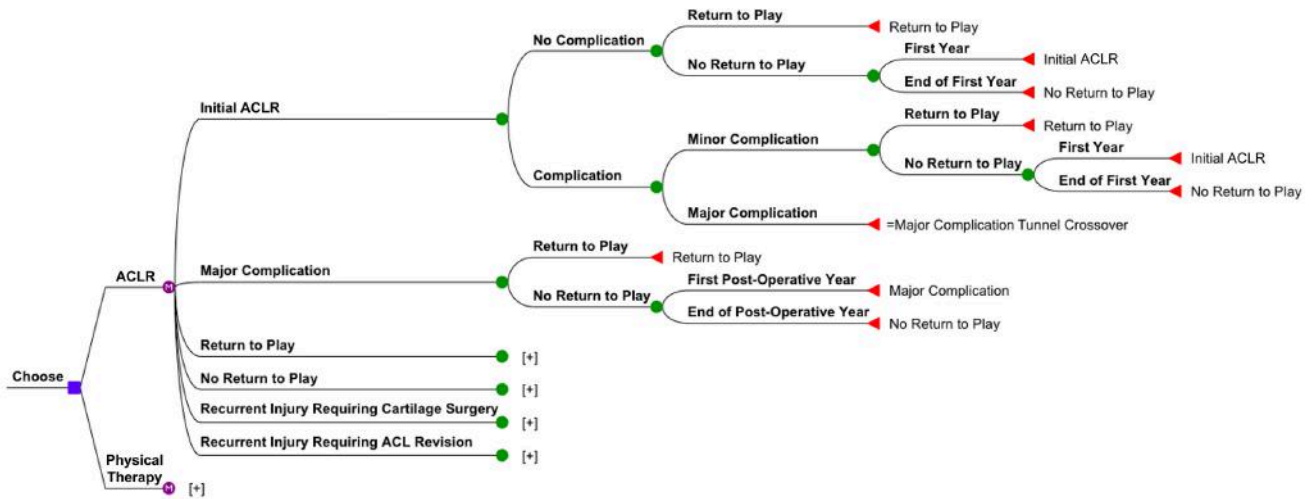 Return to Play
Return to Play
No Complication
First Year
Initial ACLR
No Return to Play
End of First Year
No Return to Play
Initial ACLR
Return to Play
Return to Play
Minor Complication
First Year
Initial ACLR
No Return to Play
Complication
End of First Year
No Return to Play
Major Complication
=Major Complication Tunnel Crossover
Return to Play
Return to Play
ACLR
M
Major Complication
First Post-Operative Year
Major Complication
No Return to Play
End of Post-Operative Year
No Return to Play
Return to Play
[+]
Choose
No Return to Play
[+]
Recurrent Injury Requiring Cartilage Surgery
[+]
Recurrent Injury Requiring ACL Revision
[+]
Physical
Therapy
M
[+]